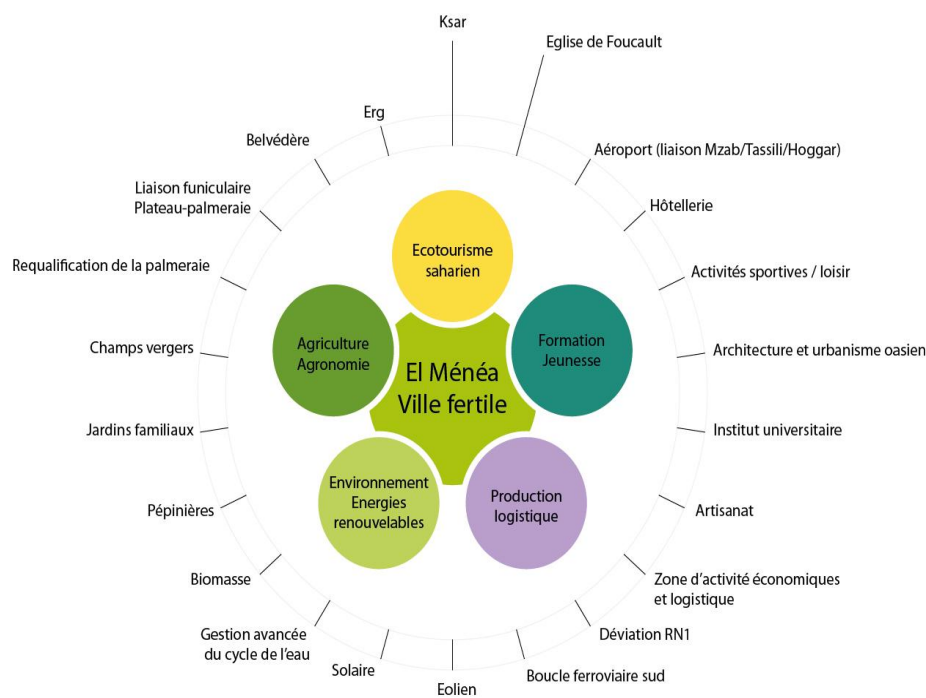 Ksar
Eglise de Foucault
Aéroport (liaison Mzab/Tassili/Hoggar)
Hôtellerie
Activités sportives / loisir
Architecture et urbanisme oasien
Institut universitaire
Artisanat
Zone d'activité économiques
et logistique
Déviation RN1
Boucle ferroviaire sud
Eolien
Solaire
Gestion avancée
du cycle de l'eau
Biomasse
Pépinières
Jardins familiaux
Champs vergers
Requalification de la palmeraie
Liaison funiculaire
Plateau-palmeraie
Belvédère
Erg
Ecotourisme
saharien
Formation
Jeunesse
Production
logistique
Environnement
Energies
renouvelables
Agriculture
Agronomie
El Ménéa
Ville fertile